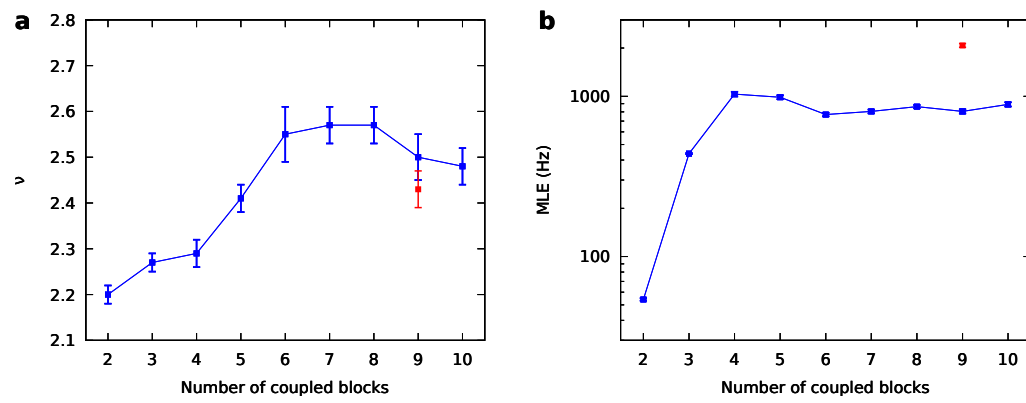 a
2.8
2.7
2.6
2.5
2.4
2.3
2.2
2.1
ν
2 3 4 5 6 7 8 9 10
Number of coupled blocks
b
1000
100
MLE (Hz)
2 3 4 5 6 7 8 9 10
Number of coupled blocks